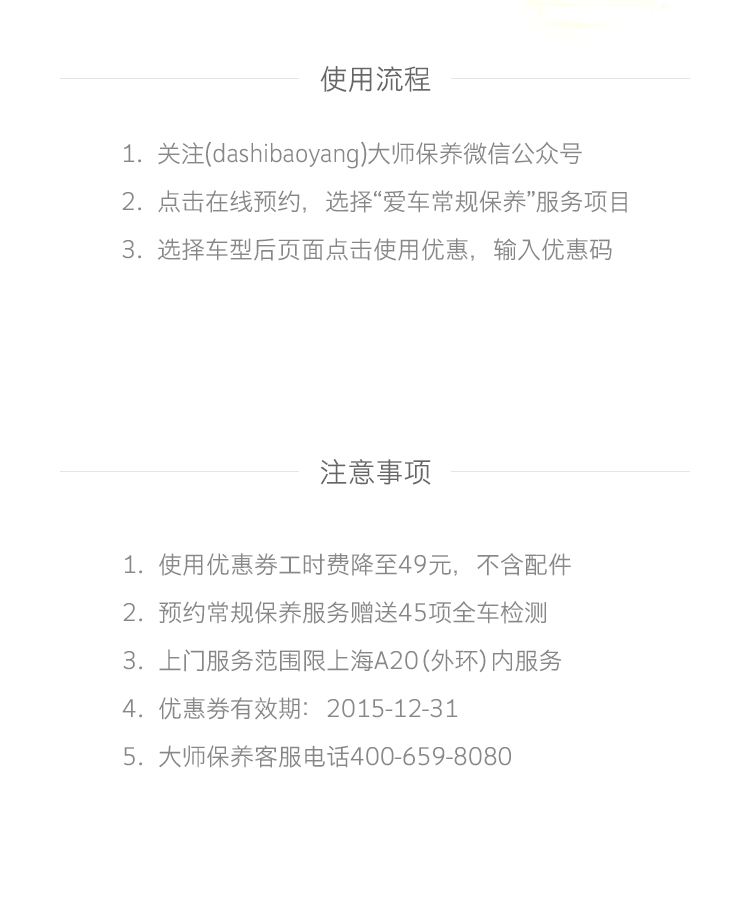 使用流程
1. 关注(dashibaoyang)大师保养微信公众号
2. 点击在线预约，选择“爱车常规保养”服务项目
3. 选择车型后页面点击使用优惠，输入优惠码
注意事项
1. 使用优惠券工时费降至49元，不含配件
2. 预约常规保养服务赠送45项全车检测
3. 上门服务范围限上海A20(外环)内服务
4. 优惠券有效期：2015-12-31
5. 大师保养客服电话400-659-8080